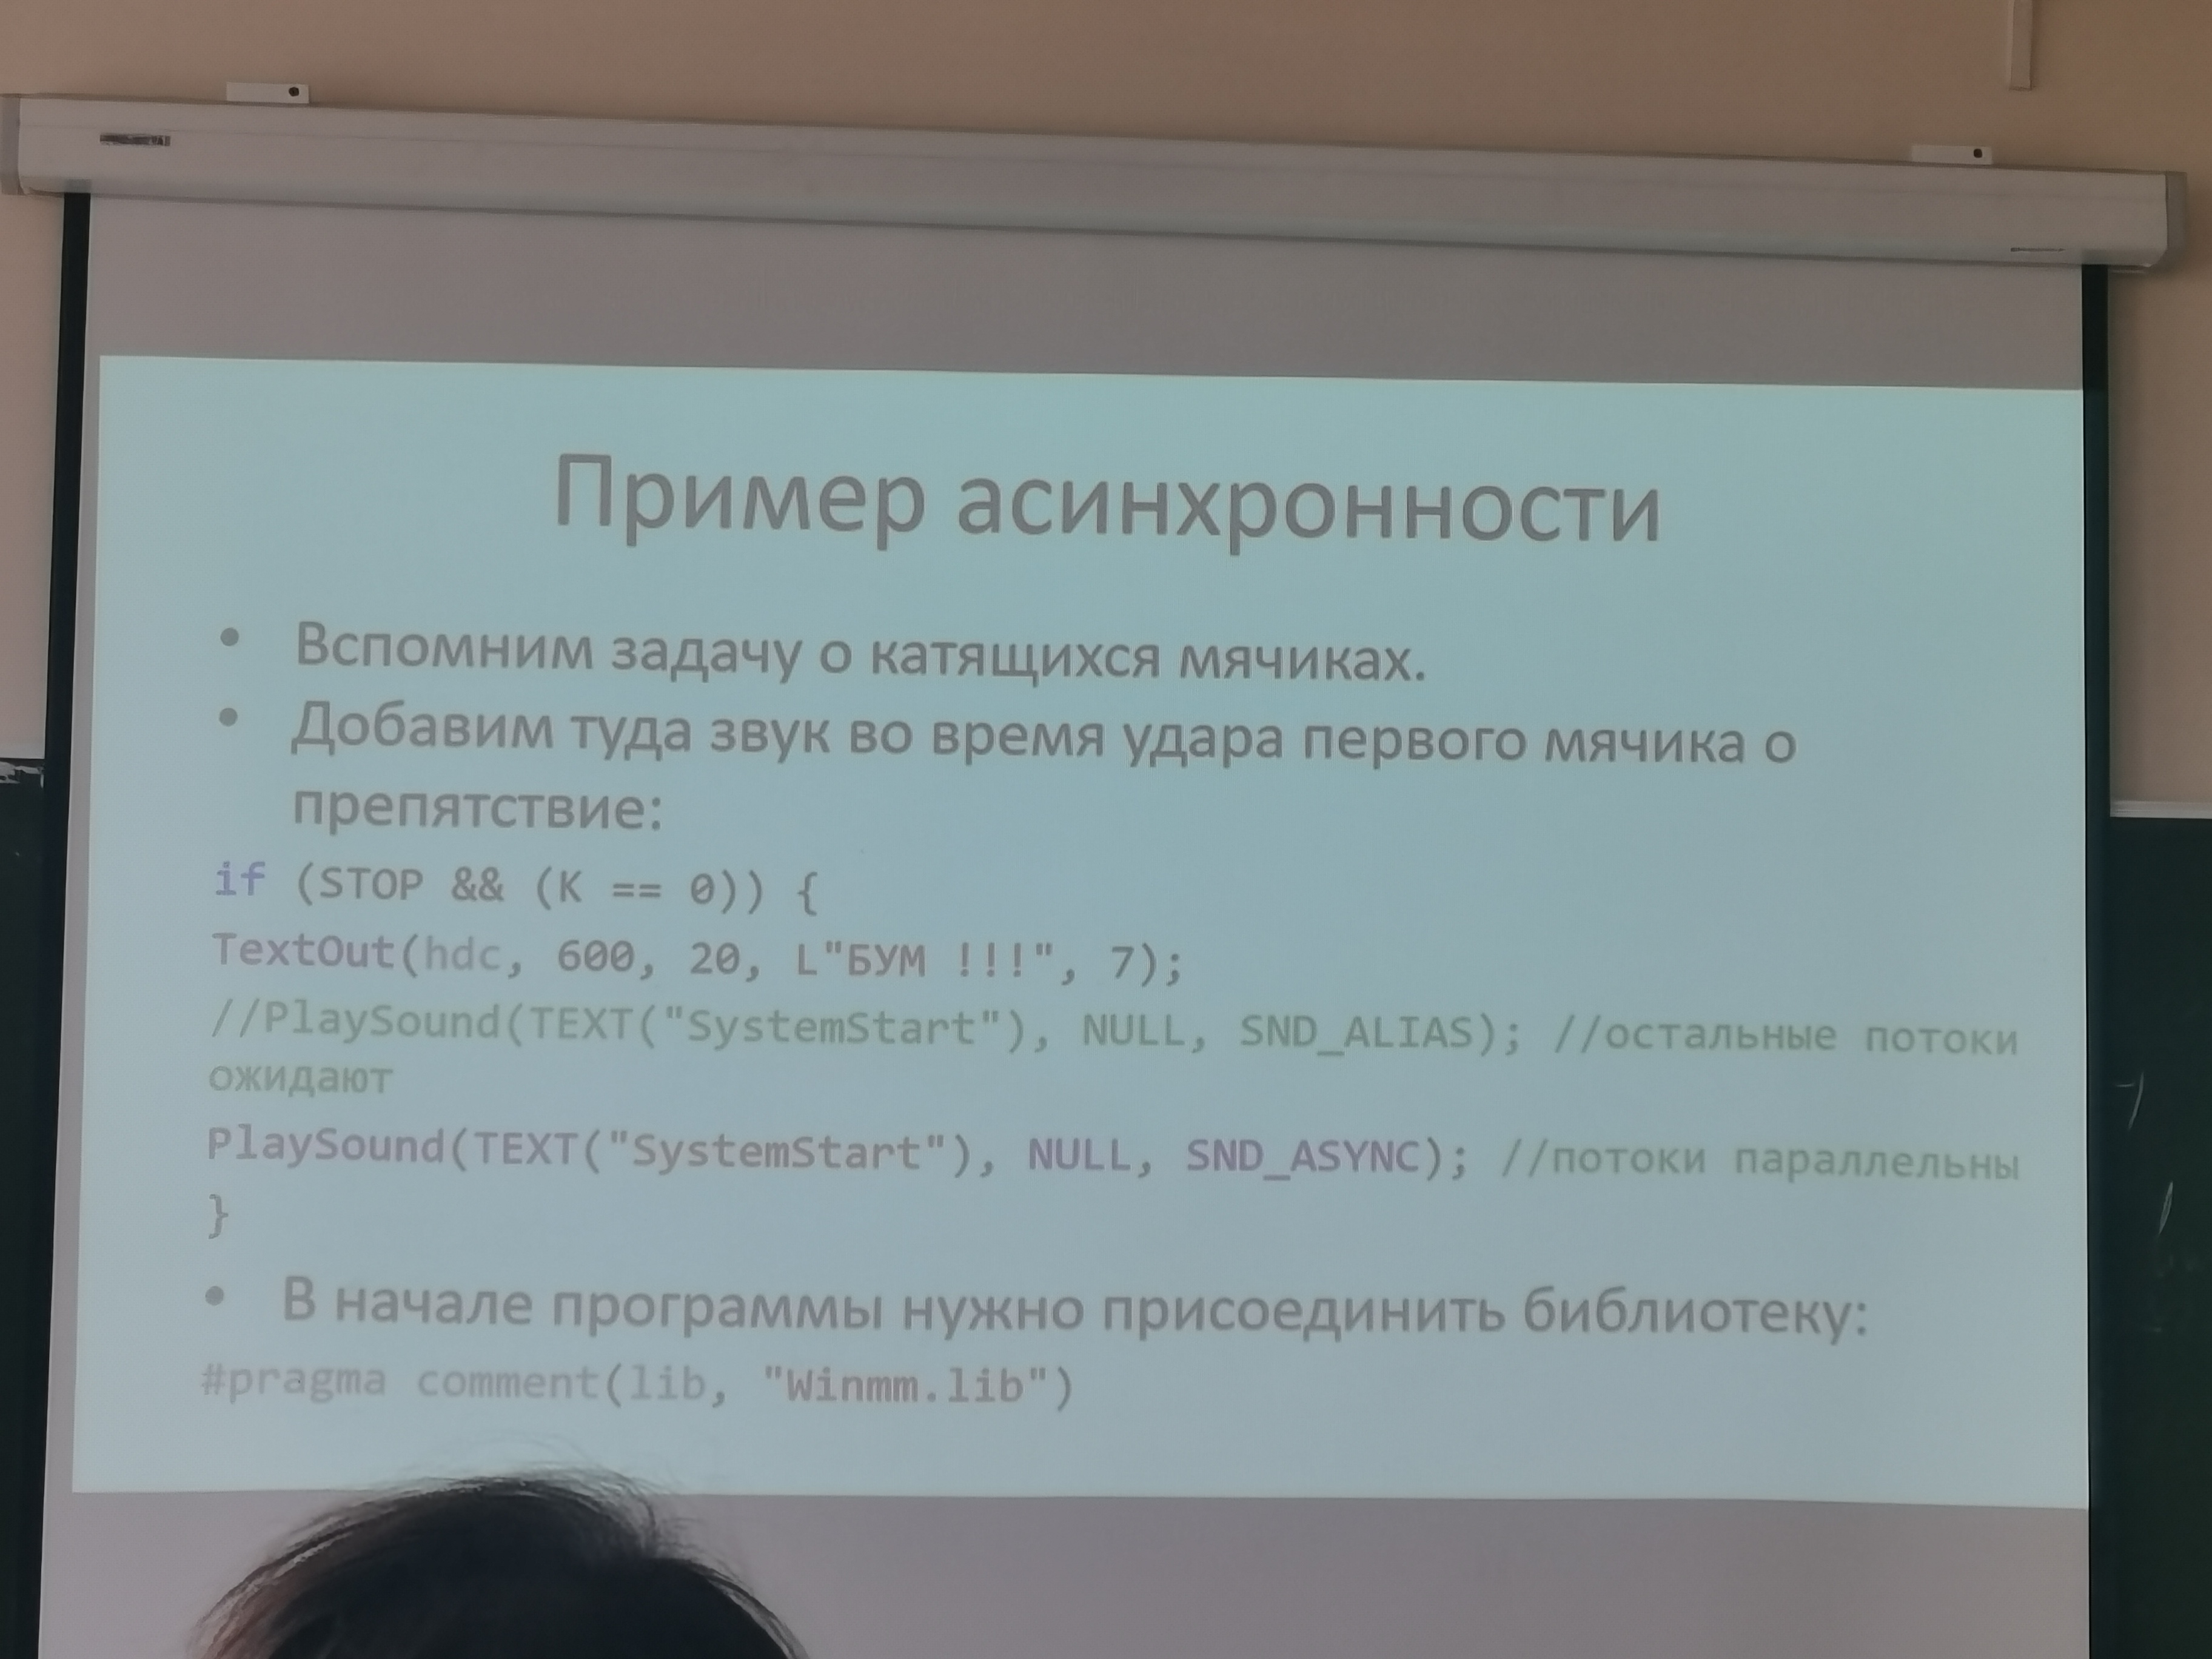 Пример асинхронности
• Вспомним задачу о катящихся мячиках.
• Добавим туда звук во время удара первого мячика о
препятствие:
if (STOP && (K == 0)) {
TextOut(hdc, 600, 20, L"БУМ !!!", 7);
//PlaySound(TEXT("SystemStart"), NULL, SND_ALIAS); //остальные потоки
ожидают
PlaySound(TEXT("SystemStart"), NULL, SND_ASYNC); //потоки параллельны
}
• В начале программы нужно присоединить библиотеку:
#pragma comment(lib, "Winmm.lib")